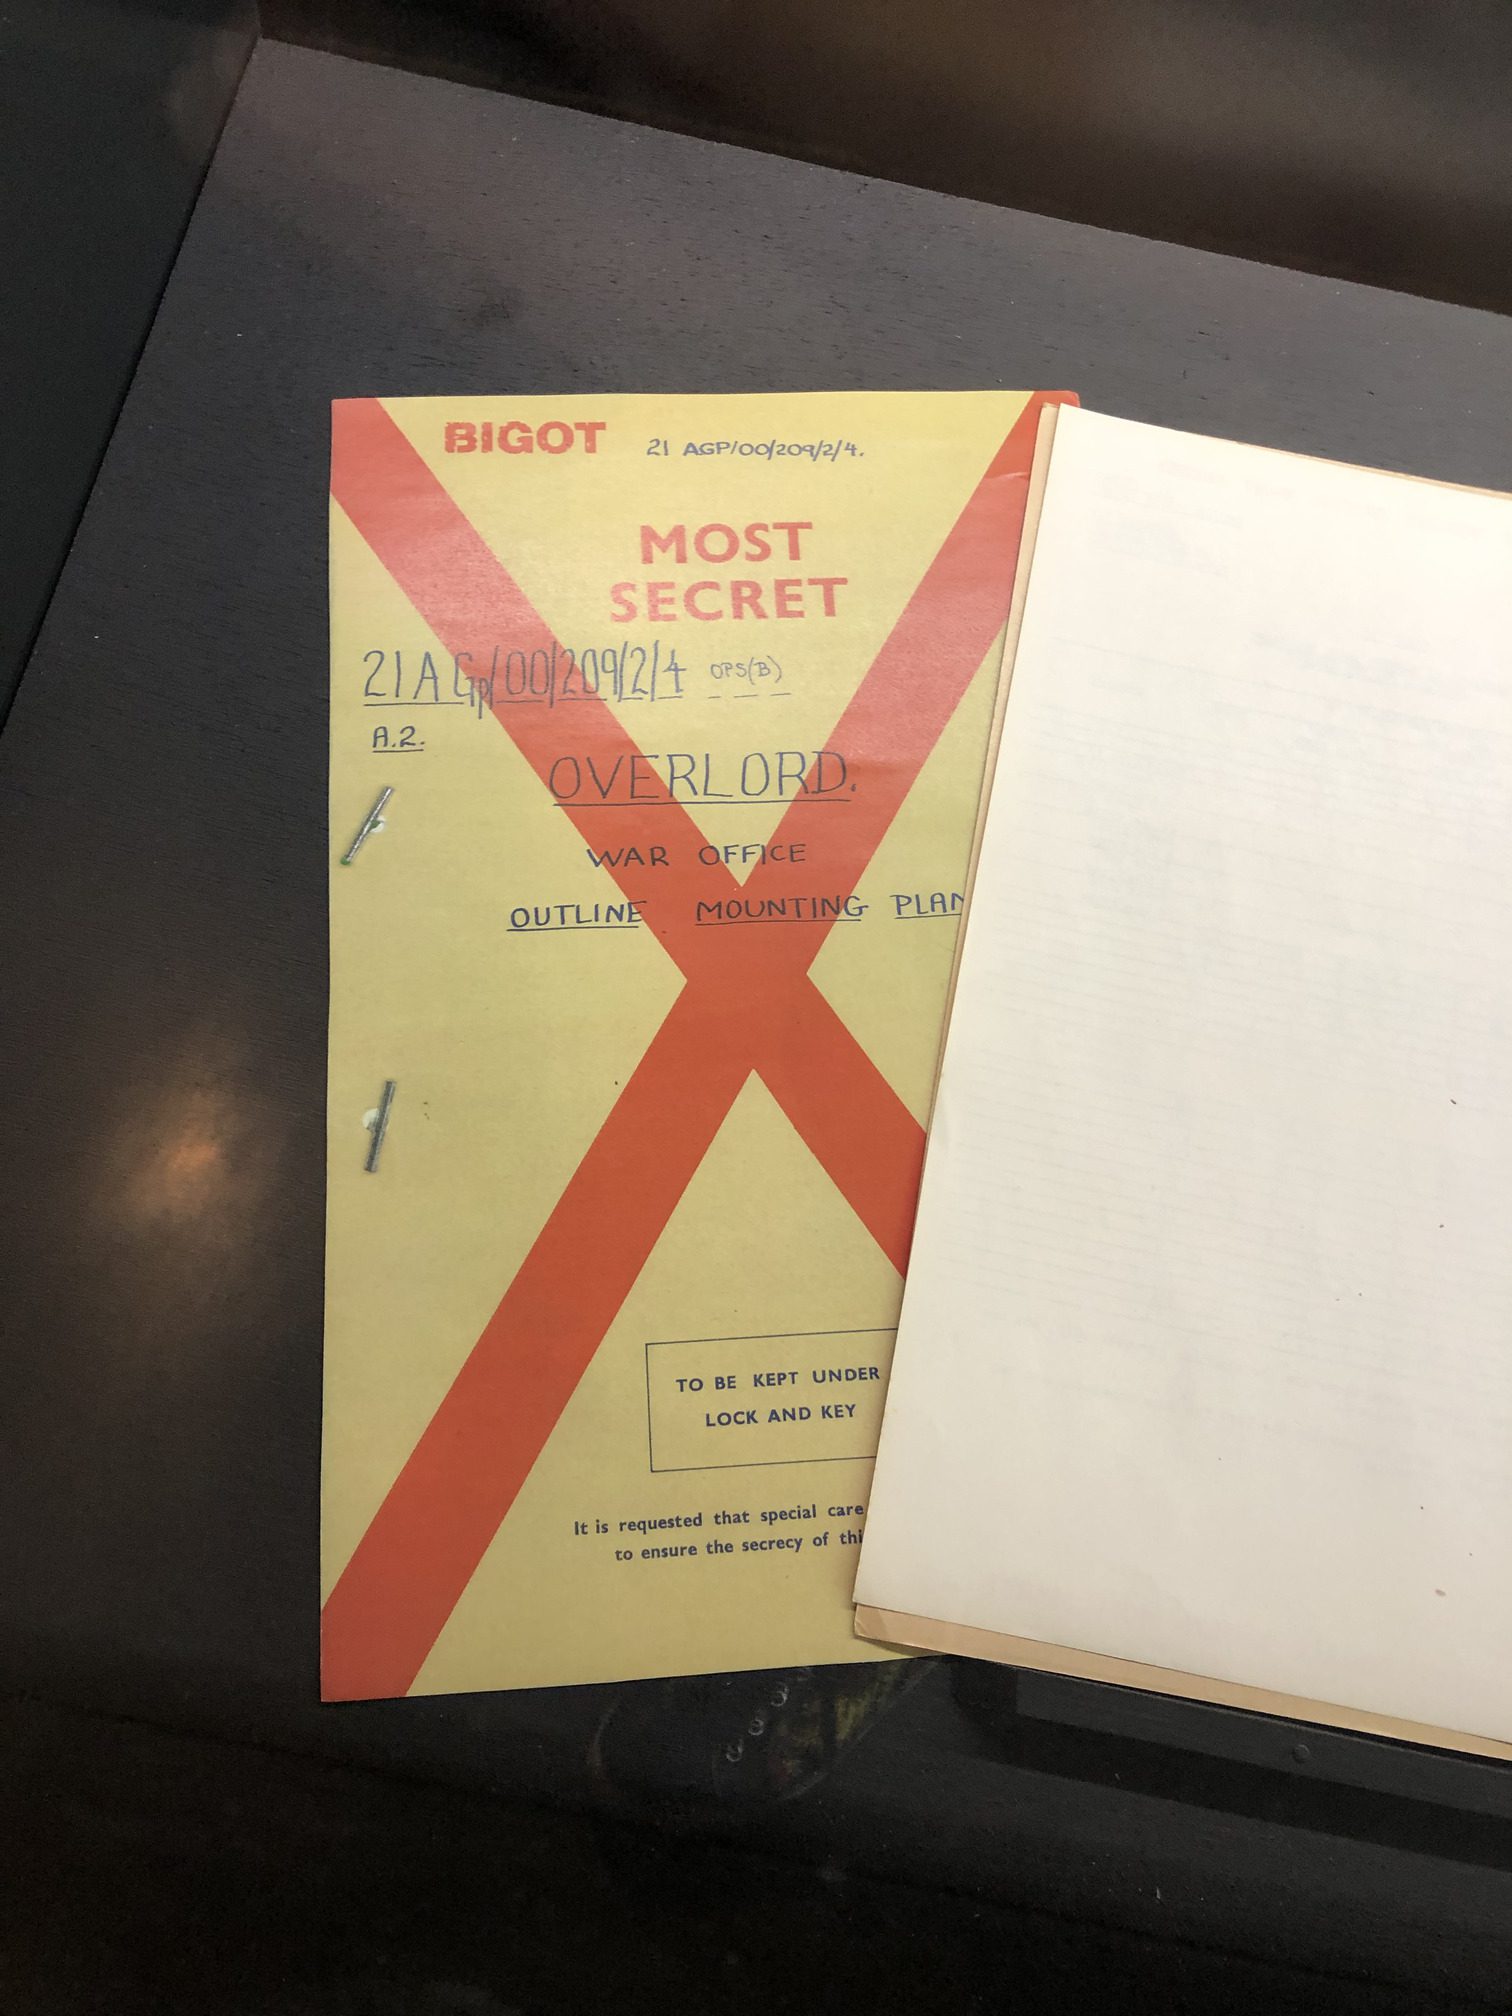 BIGOT 21 AGP/00/209/2/4.
MOST
SECRET
21 A Gp/00/209/2/4 OPS(B)
A.2.
OVERLORD.
WAR OFFICE
OUTLINE MOUNTING PLAN
TO BE KEPT UNDER
LOCK AND KEY
It is requested that special care
to ensure the secrecy of thi